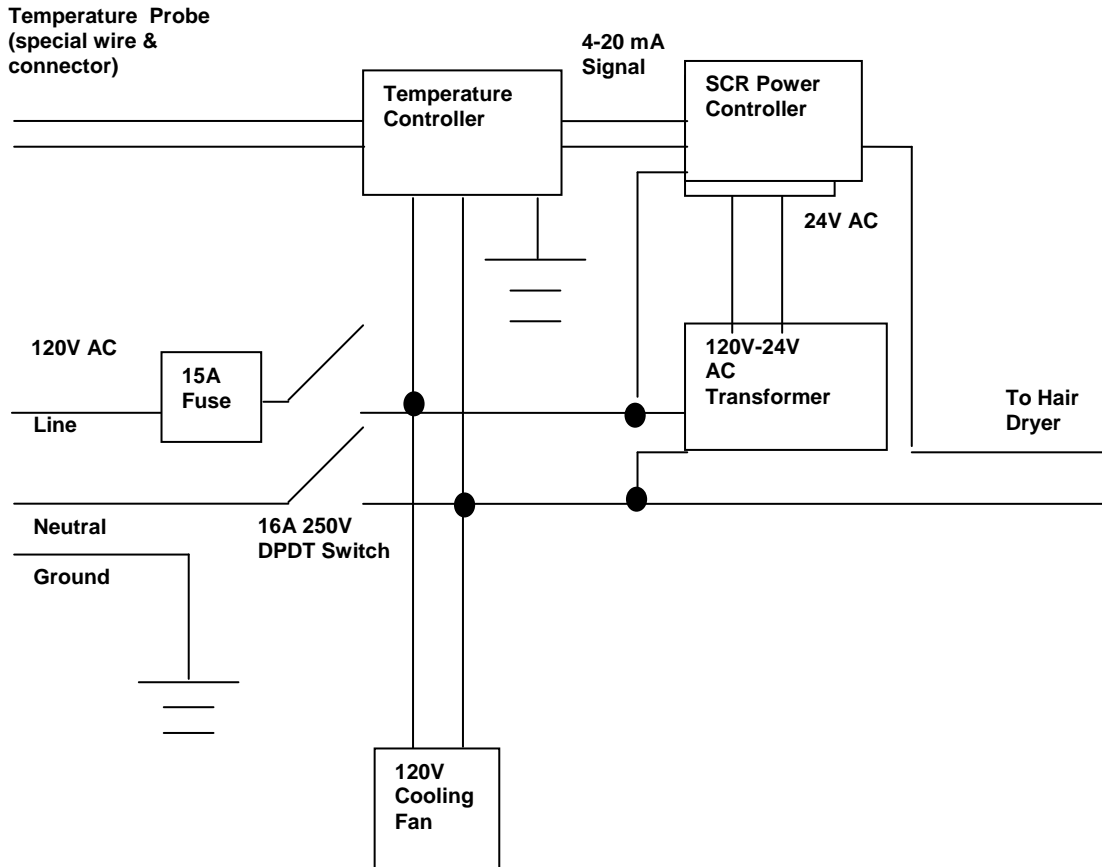 Temperature Probe
(special wire &
connector)
4-20 mA
Signal
Temperature
Controller
SCR Power
Controller
24V AC
120V AC
15A
Fuse
Line
120V-24V
AC
Transformer
To Hair
Dryer
Neutral
16A 250V
DPDT Switch
Ground
120V
Cooling
Fan